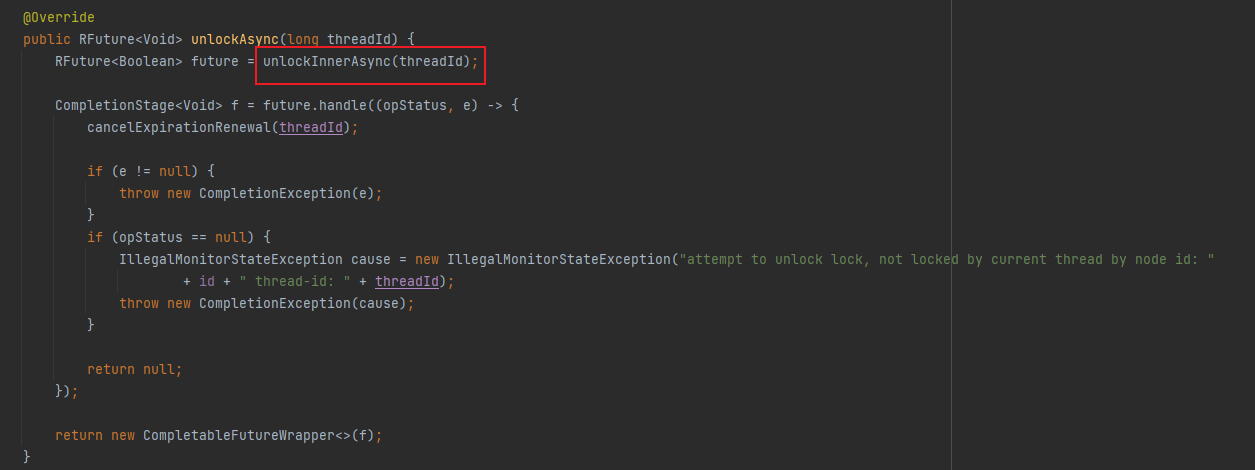 @Override
public RFuture<Void> unlockAsync(long threadId) {
RFuture<Boolean> future = unlockInnerAsync(threadId);
CompletionStage<Void> f = future.handle((opStatus, e) -> {
cancelExpirationRenewal(threadId);
if (e != null) {
throw new CompletionException(e);
}
if (opStatus == null) {
IllegalMonitorStateException cause = new IllegalMonitorStateException("attempt to unlock lock, not locked by current thread by node id: "
+ id + " thread-id: " + threadId);
throw new CompletionException(cause);
}
return null;
});
return new CompletableFutureWrapper<>(f);
}